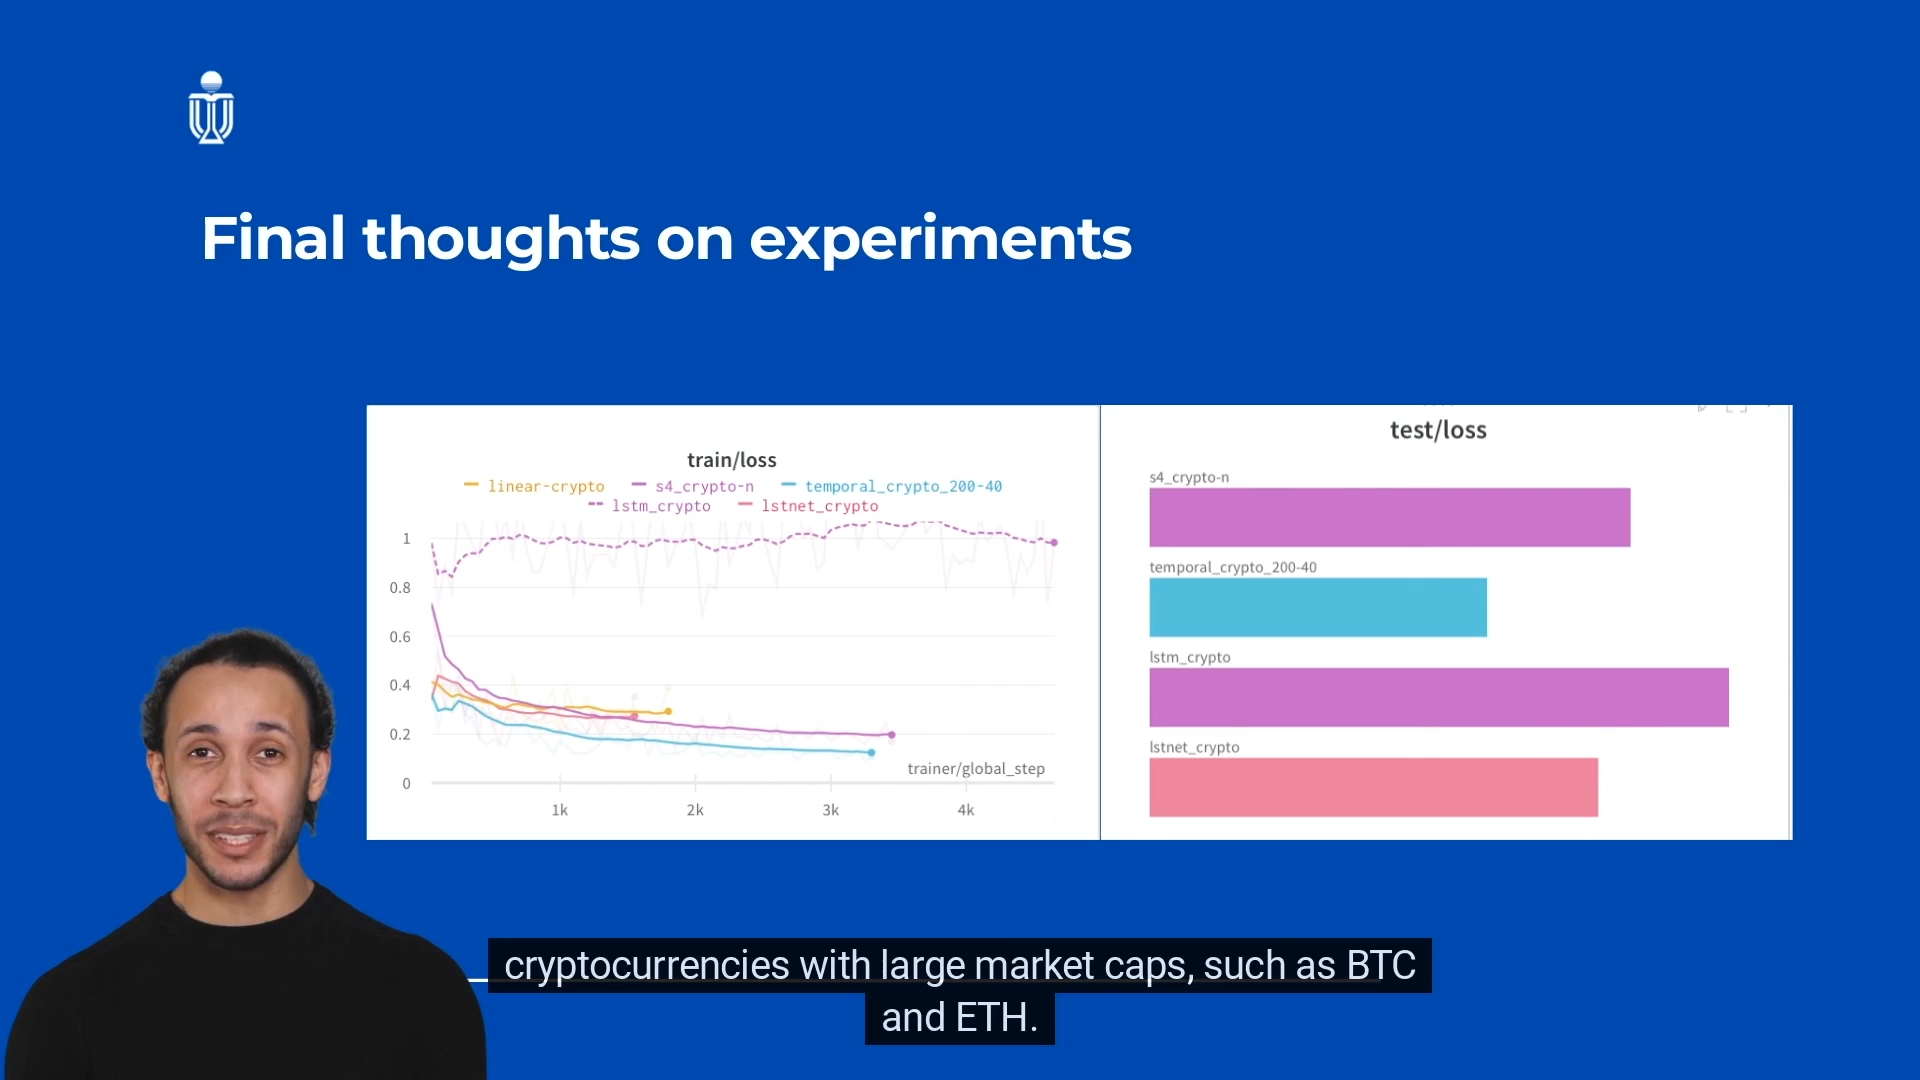 Final thoughts on experiments
train/loss
linear-crypto s4_crypto-n temporal_crypto_200-40
lstm_crypto lstnet_crypto
1
0.8
0.6
0.4
0.2
0
trainer/global_step
1k 2k 3k 4k
test/loss
s4_crypto-n
temporal_crypto_200-40
lstm_crypto
lstnet_crypto
cryptocurrencies with large market caps, such as BTC
and ETH.